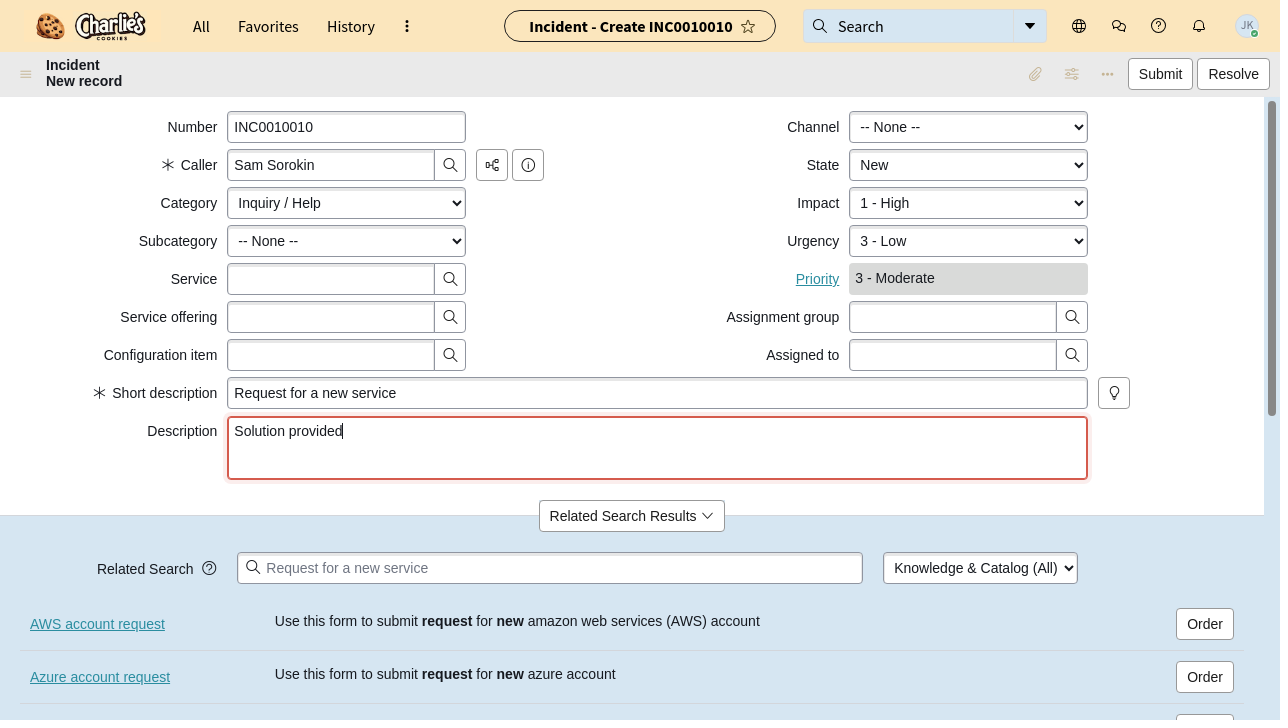 Charlie's COOKIES
All
Favorites
History
Incident - Create INC0010010
Search
JK
Incident
New record
Submit
Resolve
Number
INC0010010
Channel
-- None --
Caller
Sam Sorokin
State
New
Category
Inquiry / Help
Impact
1 - High
Subcategory
-- None --
Urgency
3 - Low
Service
Priority
3 - Moderate
Service offering
Assignment group
Configuration item
Assigned to
Short description
Request for a new service
Description
Solution provided
Related Search Results
Related Search
Request for a new service
Knowledge & Catalog (All)
AWS account request
Use this form to submit request for new amazon web services (AWS) account
Order
Azure account request
Use this form to submit request for new azure account
Order